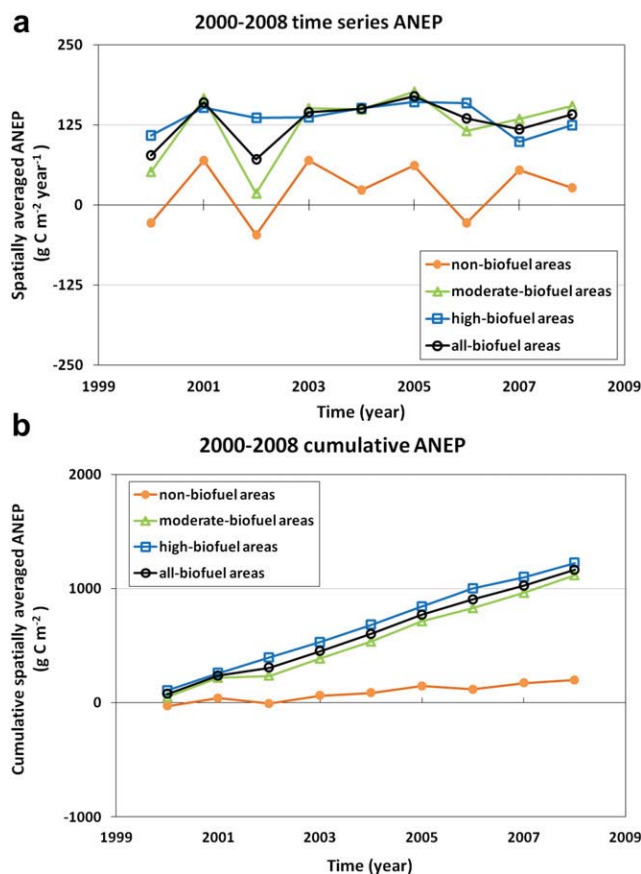 a
2000-2008 time series ANEP
Spatially averaged ANEP
(g C m⁻² year⁻¹)
250
125
0
-125
-250
non-biofuel areas
moderate-biofuel areas
high-biofuel areas
all-biofuel areas
1999
2001
2003
2005
2007
2009
Time (year)
b
2000-2008 cumulative ANEP
Cumulative spatially averaged ANEP
(g C m⁻²)
2000
1000
0
-1000
non-biofuel areas
moderate-biofuel areas
high-biofuel areas
all-biofuel areas
1999
2001
2003
2005
2007
2009
Time (year)